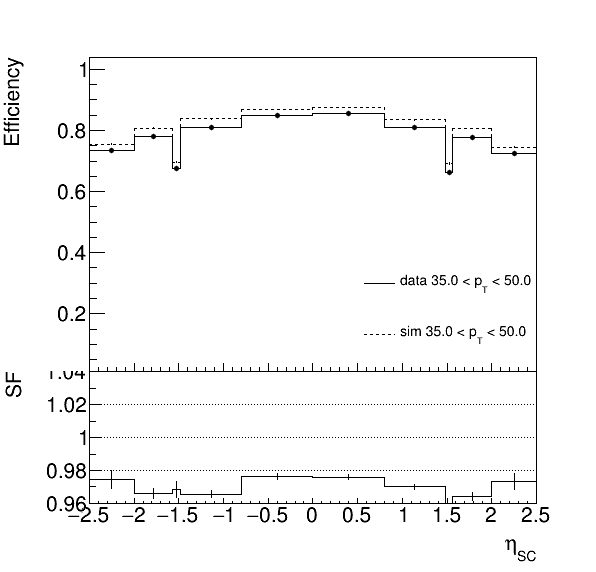 Efficiency
1
0.8
0.6
0.4
0.2
data 35.0 < p_T < 50.0
sim 35.0 < p_T < 50.0
SF
1.04
1.02
1
0.98
0.96
−2.5 −2 −1.5 −1 −0.5 0 0.5 1 1.5 2 2.5
η_SC